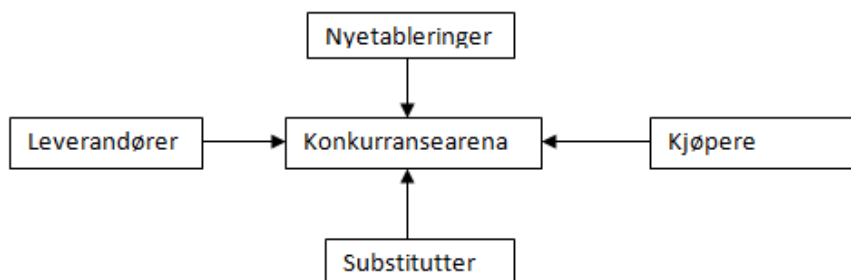 Nyetableringer
Leverandører
Konkurransearena
Kjøpere
Substitutter